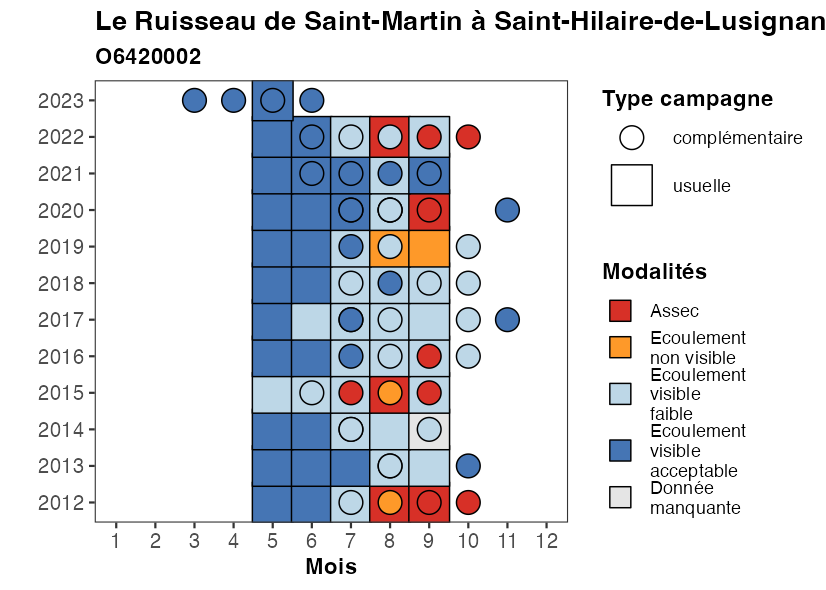 Le Ruisseau de Saint-Martin à Saint-Hilaire-de-Lusignan
O6420002
2023
2022
2021
2020
2019
2018
2017
2016
2015
2014
2013
2012
1 2 3 4 5 6 7 8 9 10 11 12
Mois
Type campagne
complémentaire
usuelle
Modalités
Assec
Ecoulement
non visible
Ecoulement
visible
faible
Ecoulement
visible
acceptable
Donnée
manquante